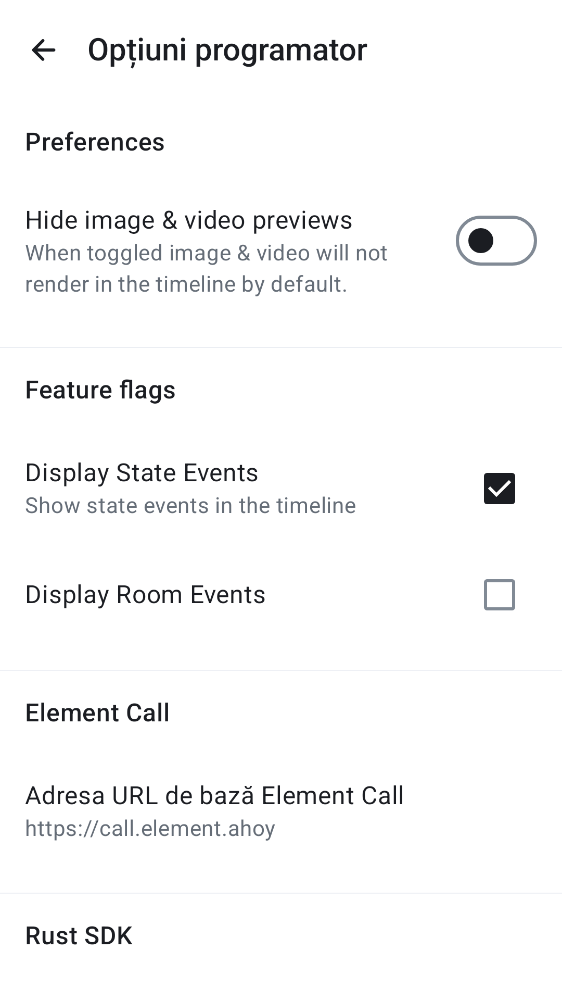 Opțiuni programator
Preferences
Hide image & video previews
When toggled image & video will not
render in the timeline by default.
Feature flags
Display State Events
Show state events in the timeline
Display Room Events
Element Call
Adresa URL de bază Element Call
https://call.element.ahoy
Rust SDK